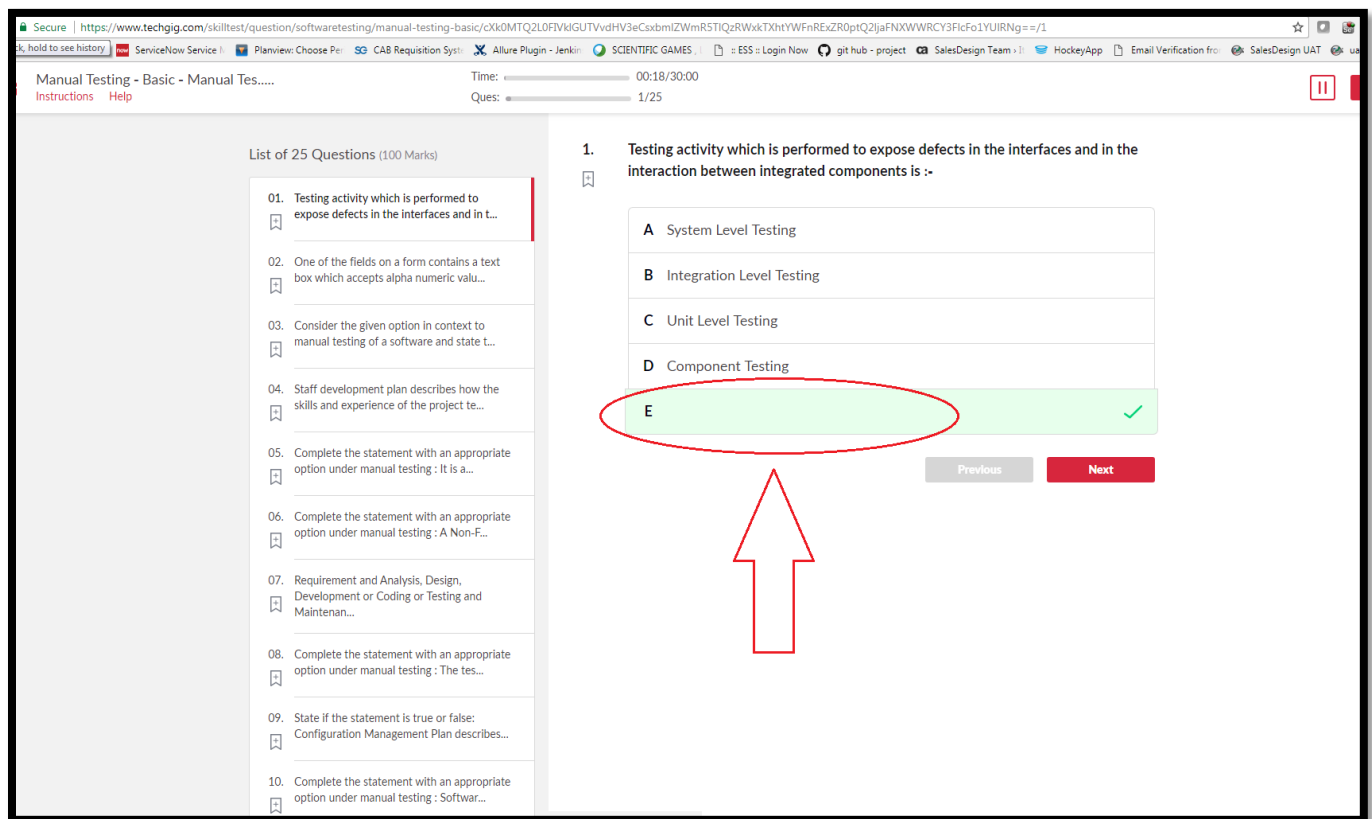 Secure | https://www.techgig.com/skilltest/question/softwaretesting/manual-testing-basic/
ck, hold to see history now ServiceNow Service Planview: Choose Per SG CAB Requisition Syste Allure Plugin - Jenkin SCIENTIFIC GAMES , :: ESS :: Login Now git hub - project ca SalesDesign Team › HockeyApp Email Verification fro SalesDesign UAT ua
Manual Testing - Basic - Manual Tes.....
Instructions Help
Time: 00:18/30:00
Ques: 1/25
List of 25 Questions (100 Marks)
01. Testing activity which is performed to
expose defects in the interfaces and in t...
02. One of the fields on a form contains a text
box which accepts alpha numeric valu...
03. Consider the given option in context to
manual testing of a software and state t...
04. Staff development plan describes how the
skills and experience of the project te...
05. Complete the statement with an appropriate
option under manual testing : It is a...
06. Complete the statement with an appropriate
option under manual testing : A Non-F...
07. Requirement and Analysis, Design,
Development or Coding or Testing and
Maintenan...
08. Complete the statement with an appropriate
option under manual testing : The tes...
09. State if the statement is true or false:
Configuration Management Plan describes...
10. Complete the statement with an appropriate
option under manual testing : Softwar...
1. Testing activity which is performed to expose defects in the interfaces and in the
interaction between integrated components is :-
A System Level Testing
B Integration Level Testing
C Unit Level Testing
D Component Testing
E
Previous Next